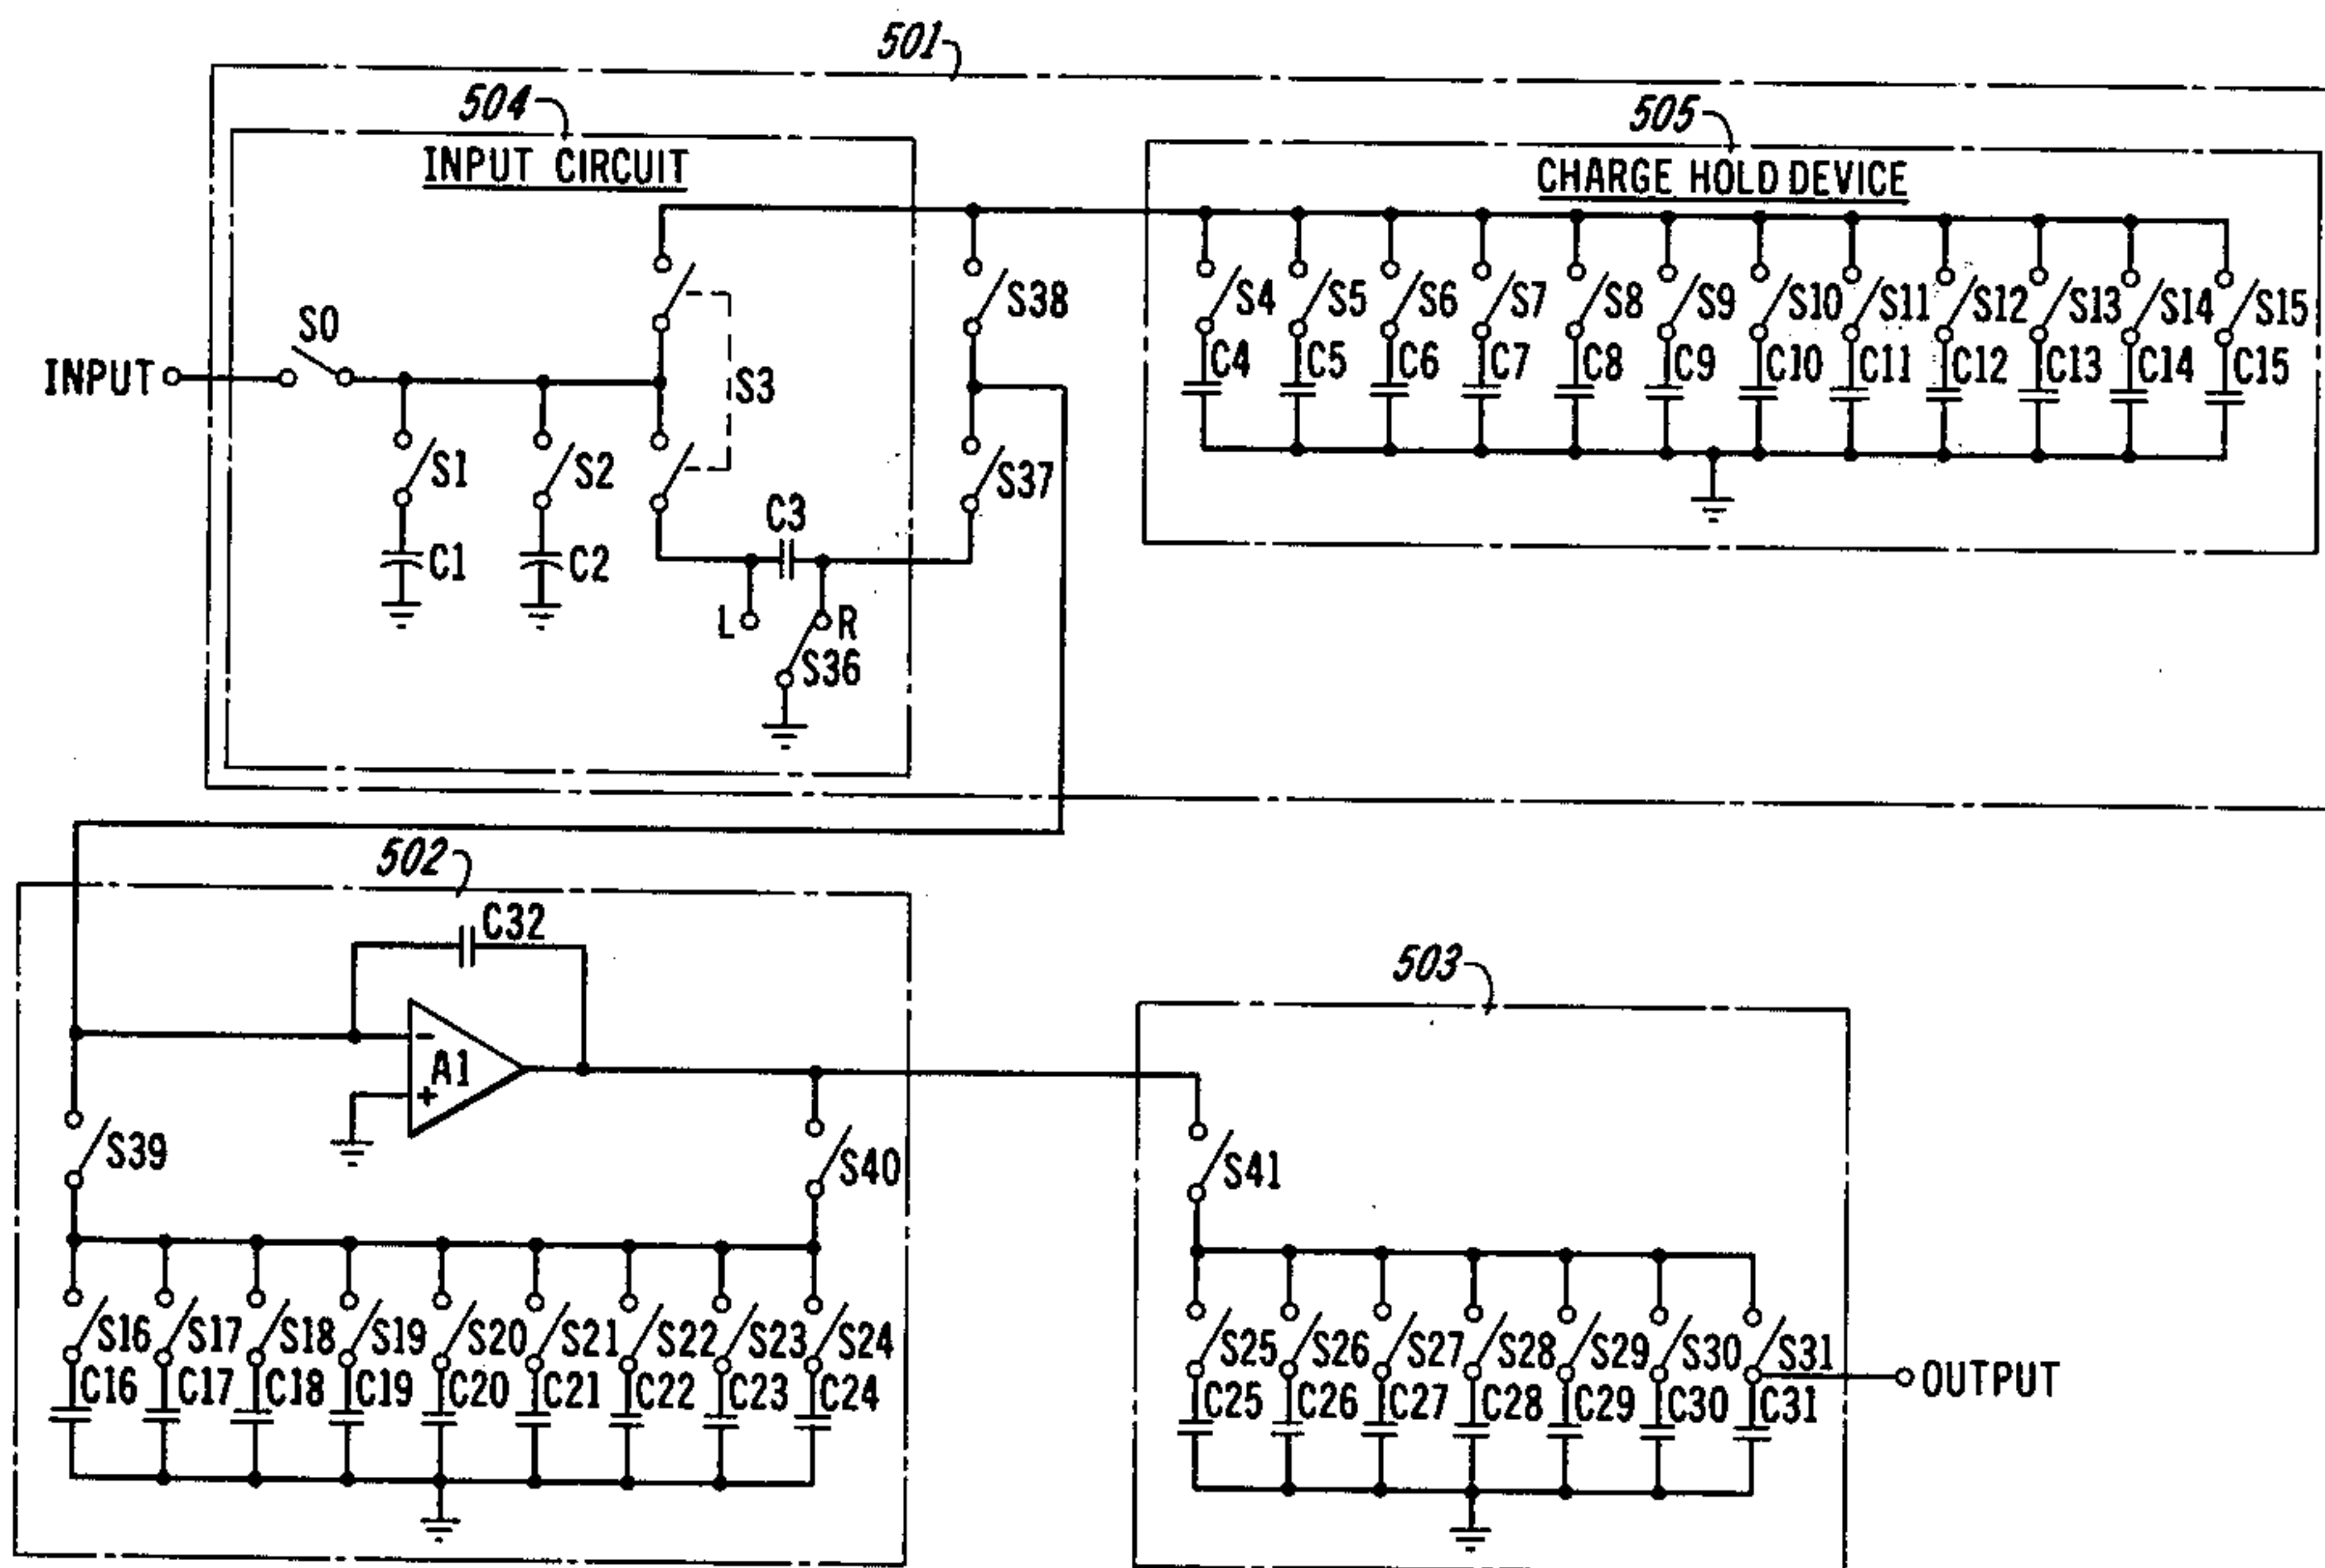 501
504
505
INPUT CIRCUIT
CHARGE HOLD DEVICE
S38
S4 S5 S6 S7 S8 S9 S10 S11 S12 S13 S14 S15
S0
INPUT
S3
C4 C5 C6 C7 C8 C9 C10 C11 C12 C13 C14 C15
S1 S2
S37
C3
C1 C2
L R
S36
502
C32
503
A1
-
+
S39
S40
S41
S16 S17 S18 S19 S20 S21 S22 S23 S24
S25 S26 S27 S28 S29 S30 S31
OUTPUT
C16 C17 C18 C19 C20 C21 C22 C23 C24
C25 C26 C27 C28 C29 C30 C31